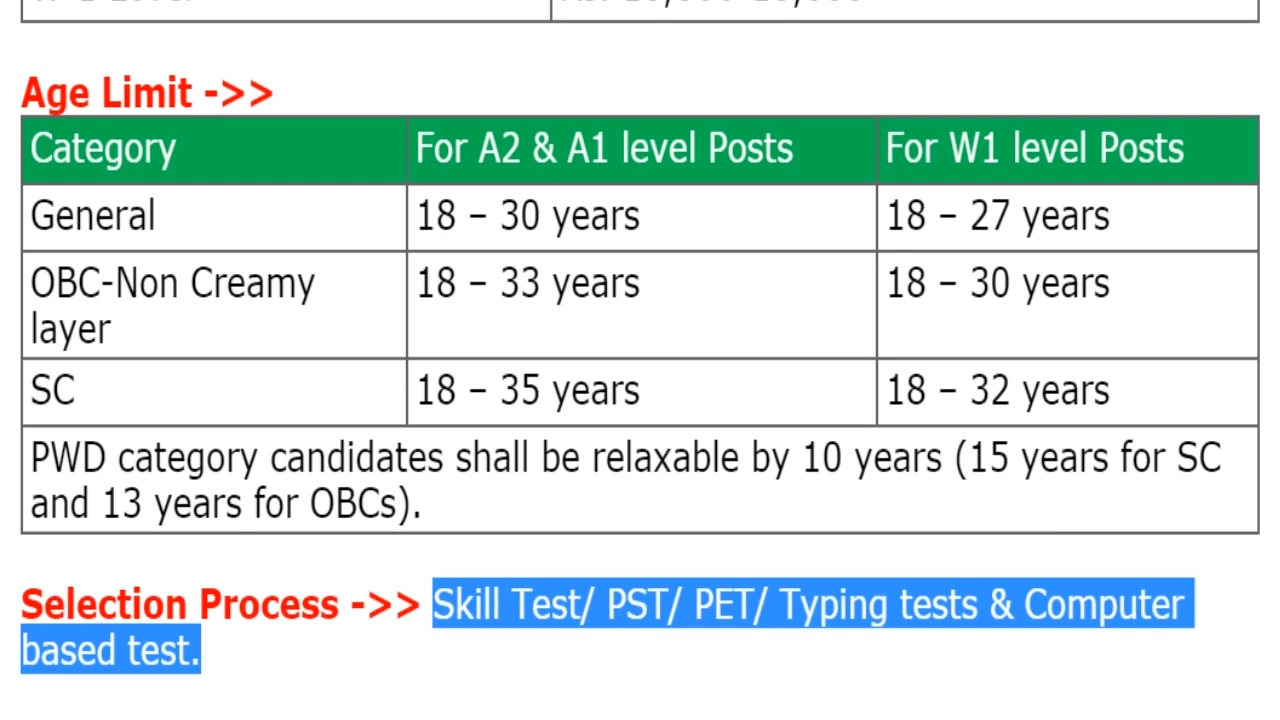 Age Limit ->>
Category For A2 & A1 level Posts For W1 level Posts
General 18 – 30 years 18 – 27 years
OBC-Non Creamy 18 – 33 years 18 – 30 years
layer
SC 18 – 35 years 18 – 32 years
PWD category candidates shall be relaxable by 10 years (15 years for SC
and 13 years for OBCs).
Selection Process ->> Skill Test/ PST/ PET/ Typing tests & Computer
based test.